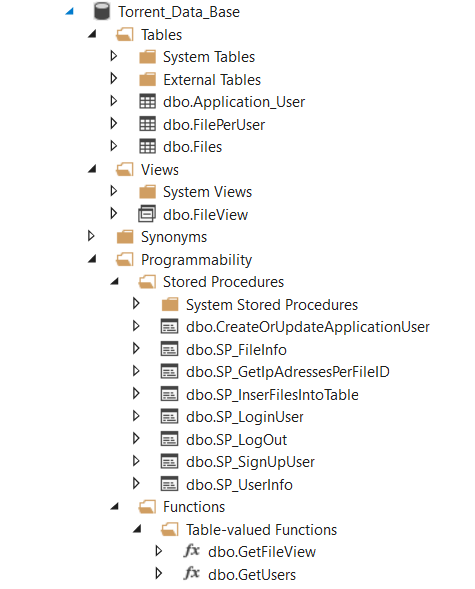 Torrent_Data_Base
Tables
System Tables
External Tables
dbo.Application_User
dbo.FilePerUser
dbo.Files
Views
System Views
dbo.FileView
Synonyms
Programmability
Stored Procedures
System Stored Procedures
dbo.CreateOrUpdateApplicationUser
dbo.SP_FileInfo
dbo.SP_GetIpAdressesPerFileID
dbo.SP_InserFilesIntoTable
dbo.SP_LoginUser
dbo.SP_LogOut
dbo.SP_SignUpUser
dbo.SP_UserInfo
Functions
Table-valued Functions
fx dbo.GetFileView
fx dbo.GetUsers